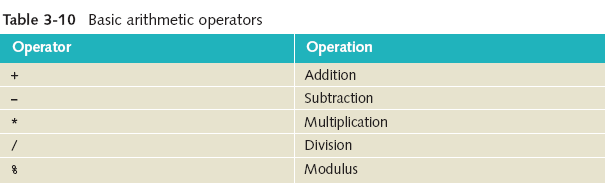 Table 3-10 Basic arithmetic operators
Operator Operation
+ Addition
– Subtraction
* Multiplication
/ Division
% Modulus